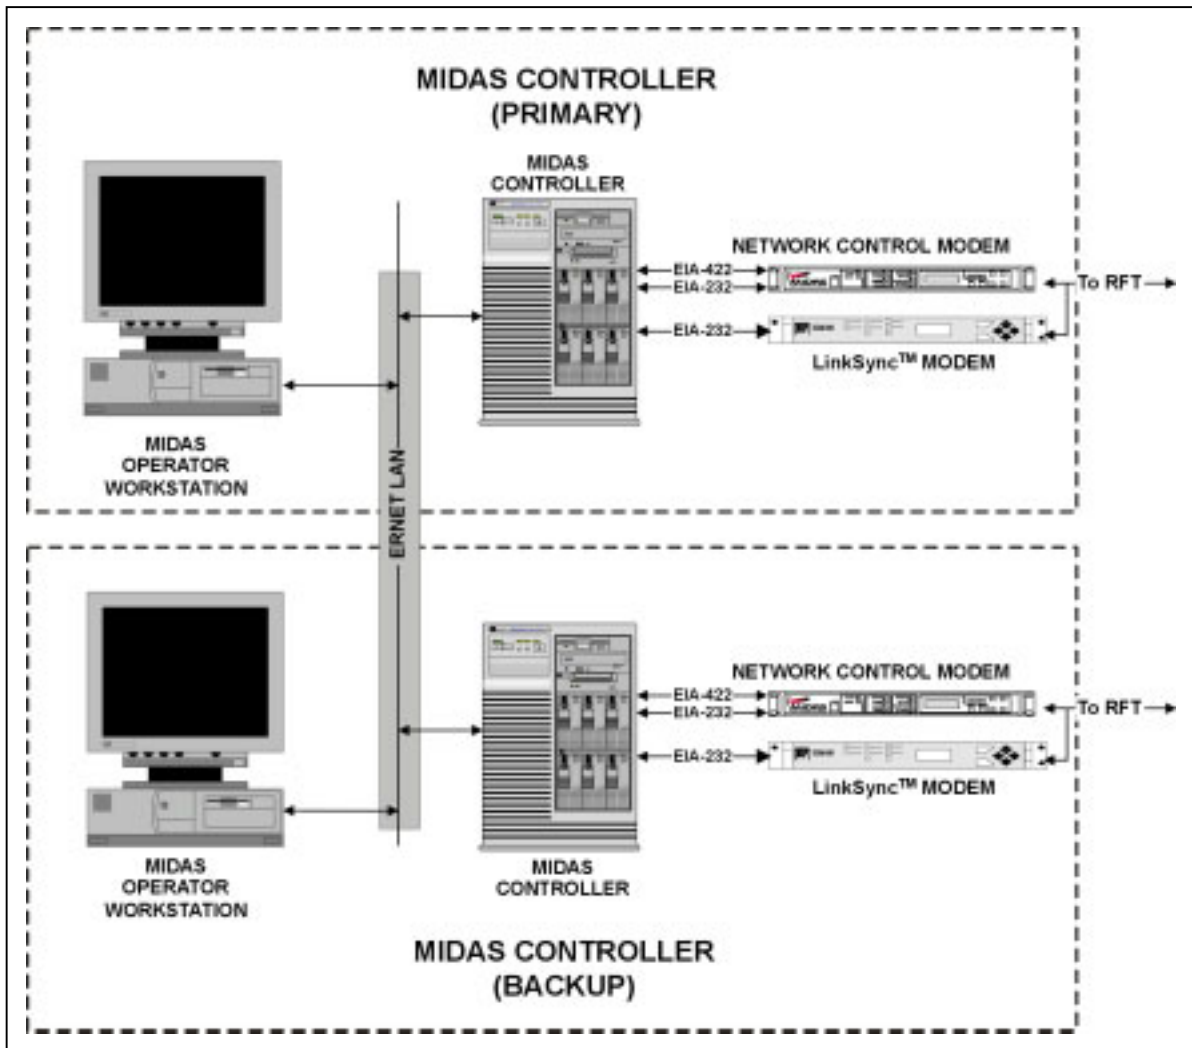 MIDAS CONTROLLER
(PRIMARY)
MIDAS
CONTROLLER
NETWORK CONTROL MODEM
EIA-422
EIA-232
To RFT
EIA-232
LinkSync™ MODEM
MIDAS
OPERATOR
WORKSTATION
ERNET LAN
NETWORK CONTROL MODEM
EIA-422
EIA-232
To RFT
EIA-232
LinkSync™ MODEM
MIDAS
OPERATOR
WORKSTATION
MIDAS
CONTROLLER
MIDAS CONTROLLER
(BACKUP)